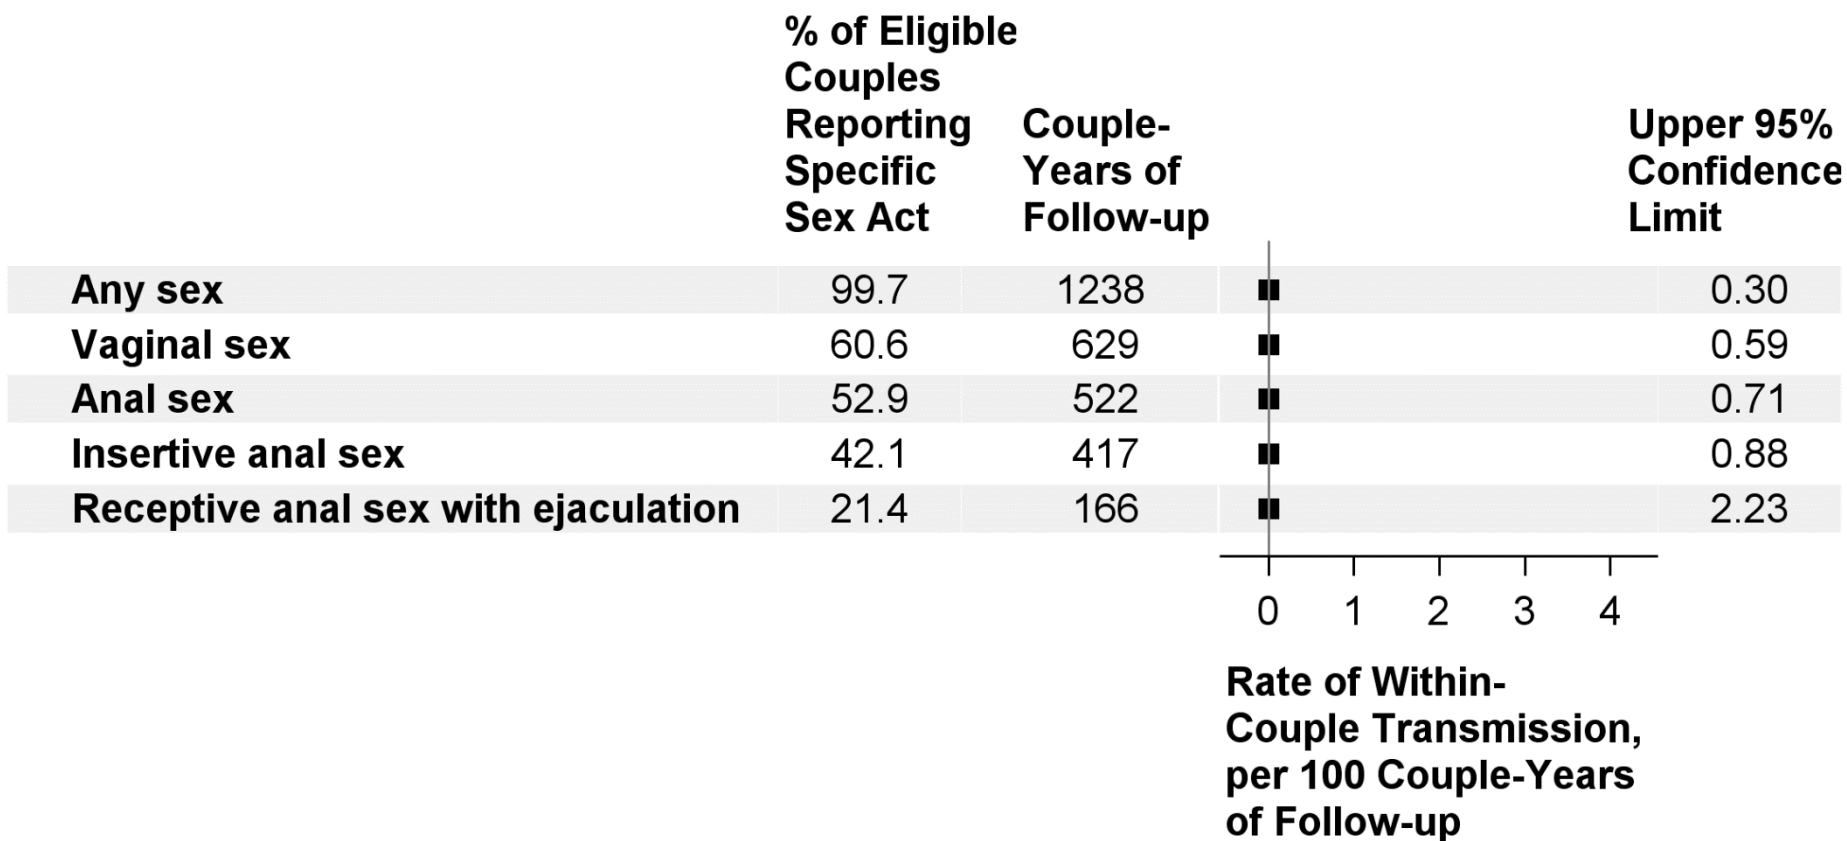 % of Eligible
Couples
Reporting
Specific
Sex Act
Couple-
Years of
Follow-up
Upper 95%
Confidence
Limit
Any sex 99.7 1238 0.30
Vaginal sex 60.6 629 0.59
Anal sex 52.9 522 0.71
Insertive anal sex 42.1 417 0.88
Receptive anal sex with ejaculation 21.4 166 2.23
0 1 2 3 4
Rate of Within-
Couple Transmission,
per 100 Couple-Years
of Follow-up